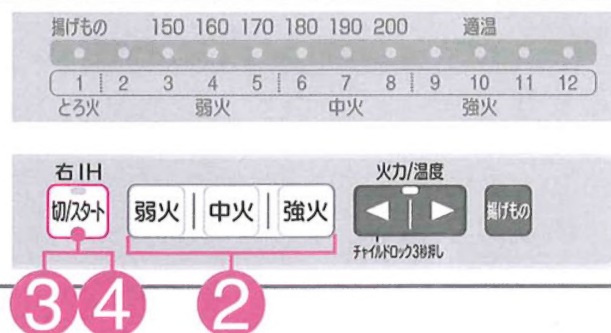 揚げもの 150 160 170 180 190 200 適温
1 2 3 4 5 6 7 8 9 10 11 12
とろ火 弱火 中火 強火
右IH 火力/温度
切/スタート 弱火 中火 強火 ◀ ▶ 揚げもの
チャイルドロック3秒押し
3 4 2